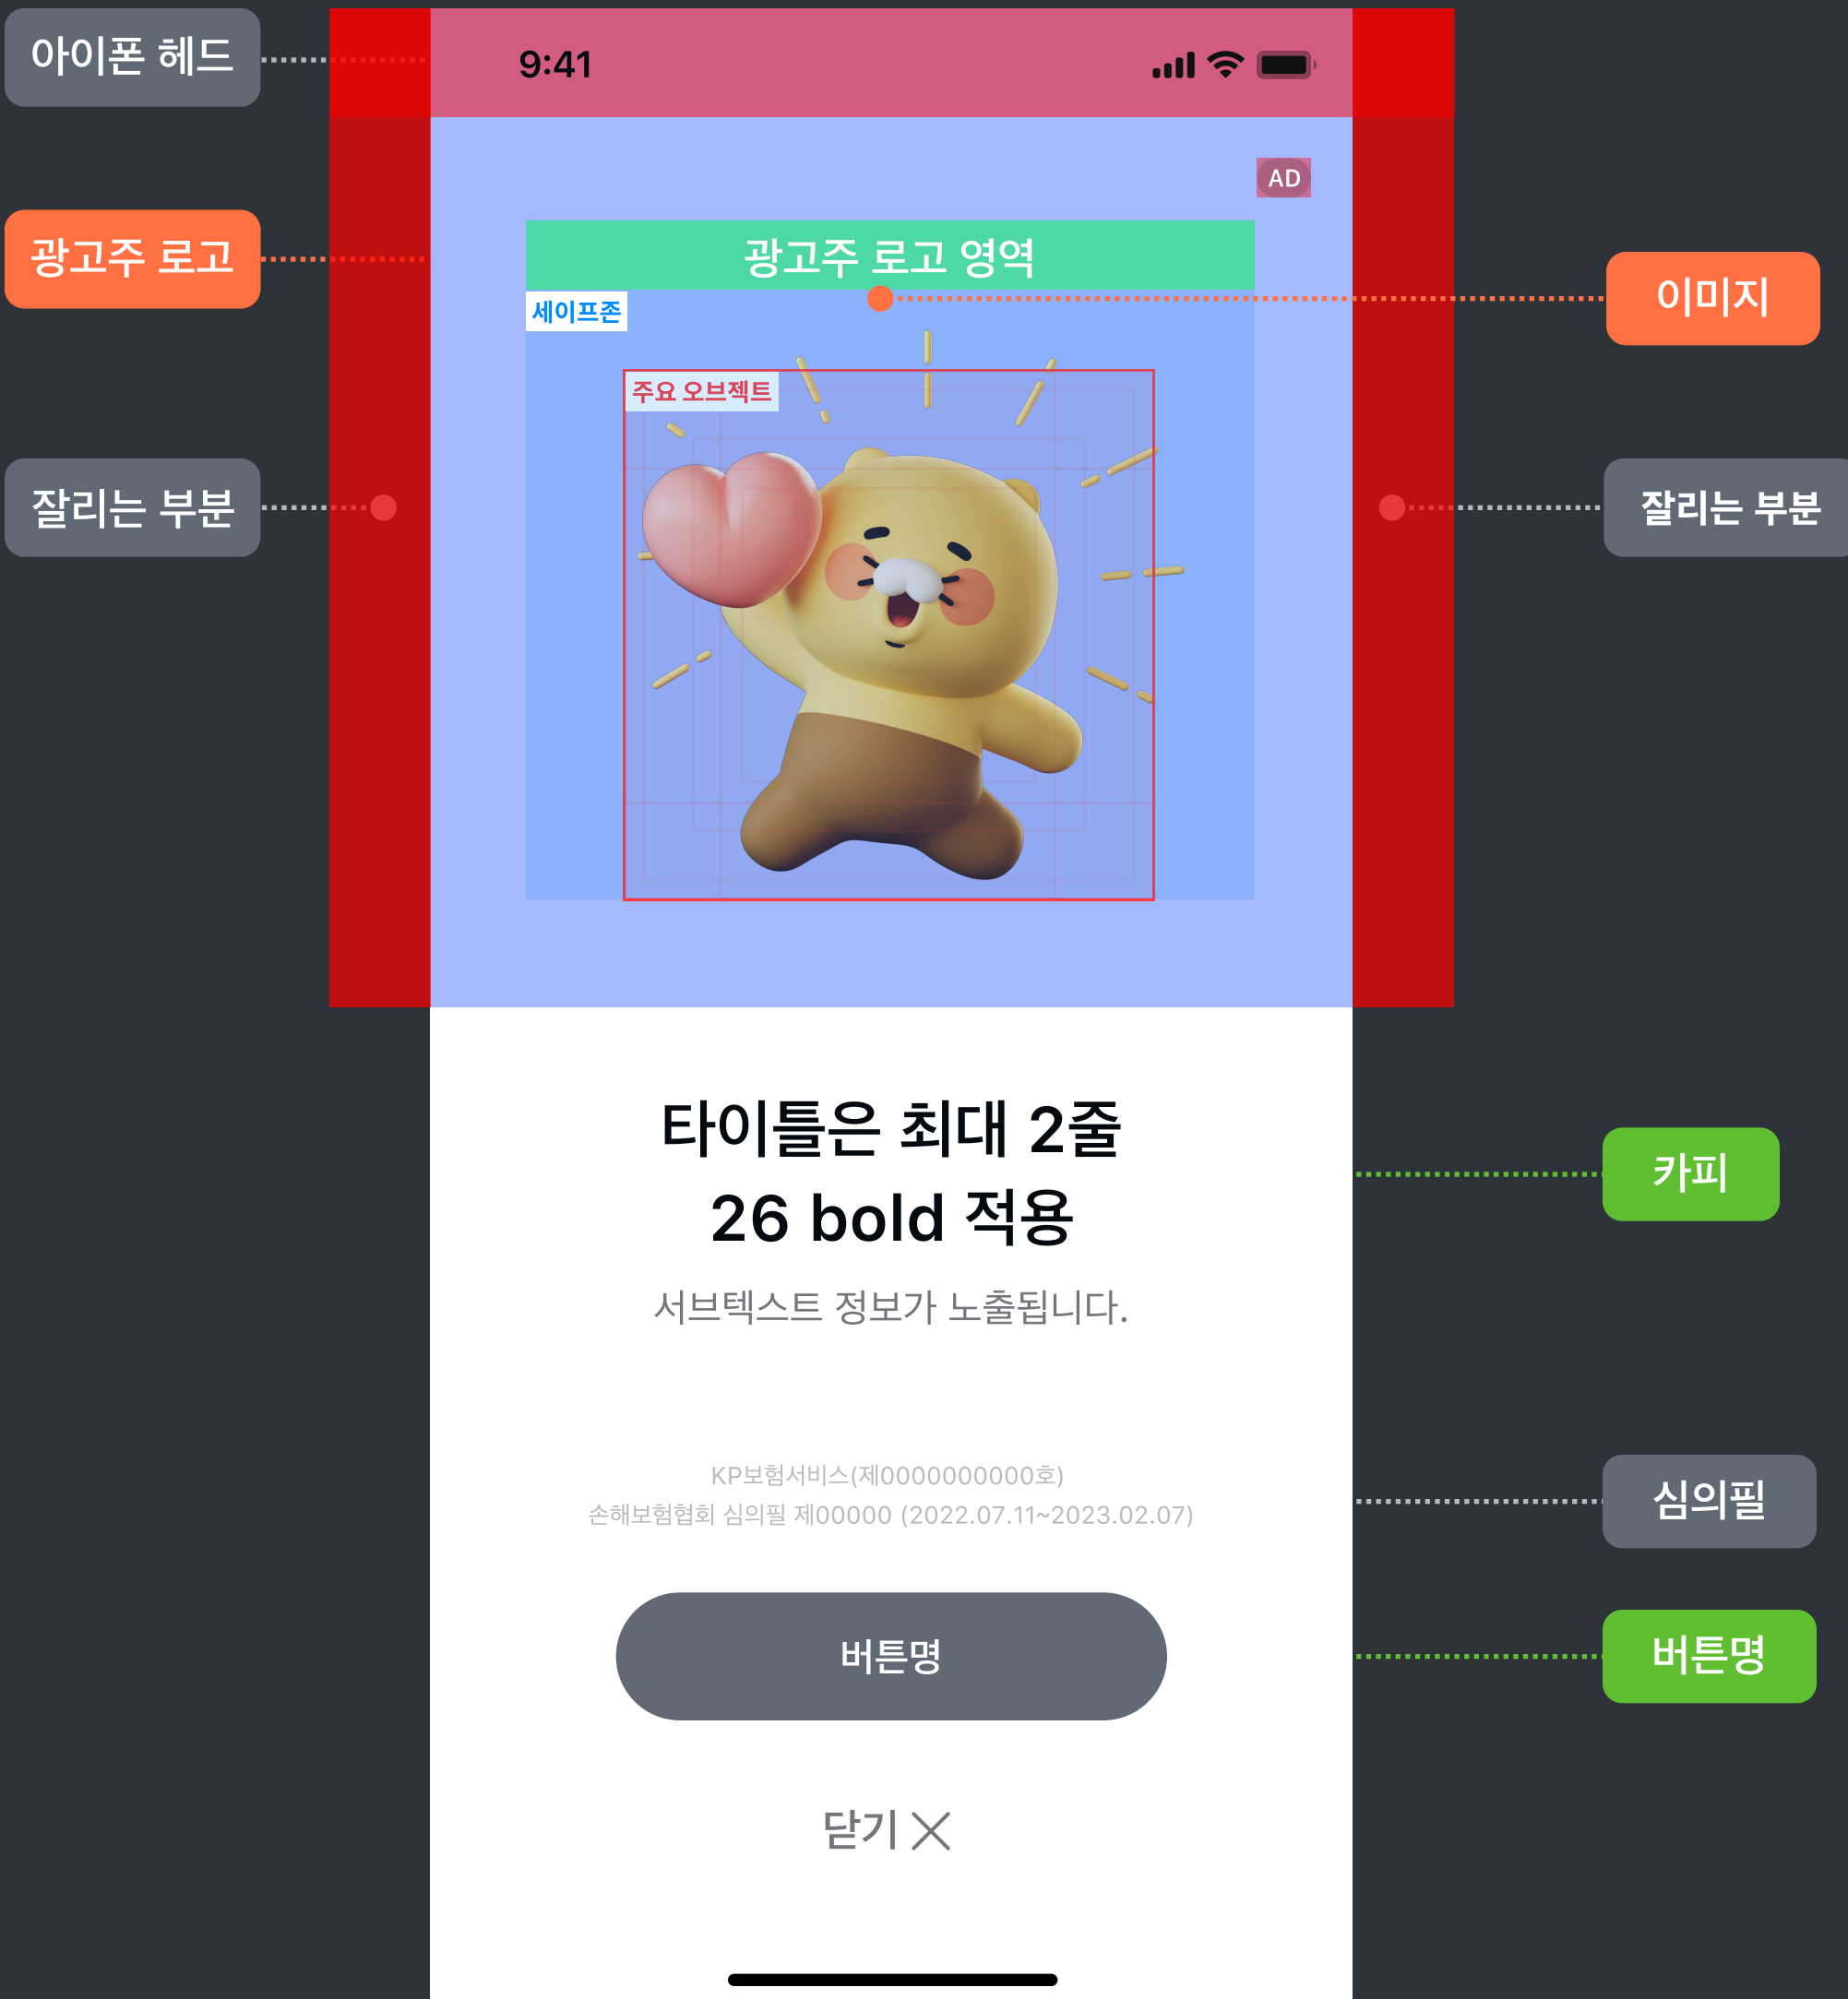 아이폰 헤드
9:41
AD
광고주 로고
광고주 로고 영역
이미지
세이프존
주요 오브젝트
잘리는 부분
잘리는 부분
타이틀은 최대 2줄
26 bold 적용
카피
서브텍스트 정보가 노출됩니다.
KP보험서비스(제00000000000호)
손해보험협회 심의필 제00000 (2022.07.11~2023.02.07)
심의필
버튼명
버튼명
닫기